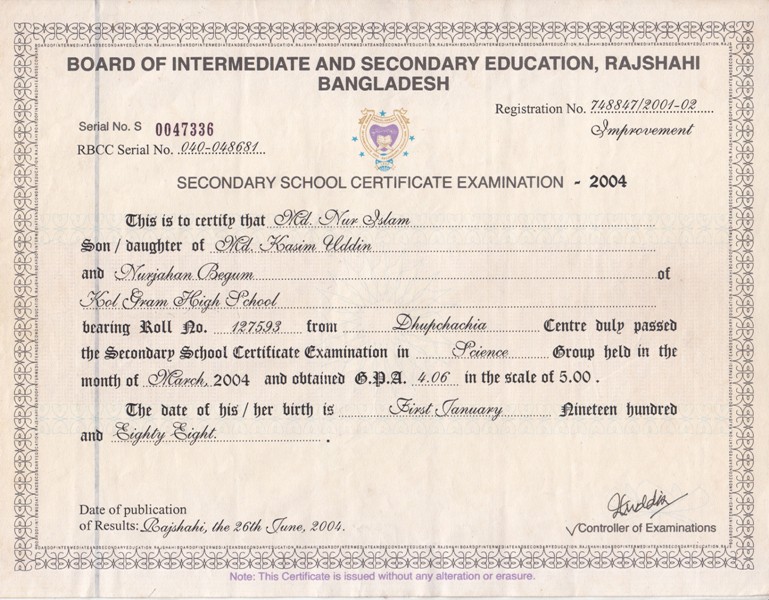 BOARD OF INTERMEDIATE AND SECONDARY EDUCATION, RAJSHAHI
BANGLADESH
Registration No. 748847/2001-02
Serial No. S 0047336
Improvement
RBCC Serial No. 040-048681
SECONDARY SCHOOL CERTIFICATE EXAMINATION - 2004
This is to certify that Md. Nur Islam
Son / daughter of Md. Kasim Uddin
and Nurjahan Begum of
Kol Gram High School
bearing Roll No. 127593 from Dhupchachia Centre duly passed
the Secondary School Certificate Examination in Science Group held in the
month of March, 2004 and obtained G.P.A. 4.06 in the scale of 5.00 .
The date of his / her birth is First January Nineteen hundred
and Eighty Eight. .
Date of publication
of Results: Rajshahi, the 26th June, 2004.
Controller of Examinations
Note: This Certificate is issued without any alteration or erasure.